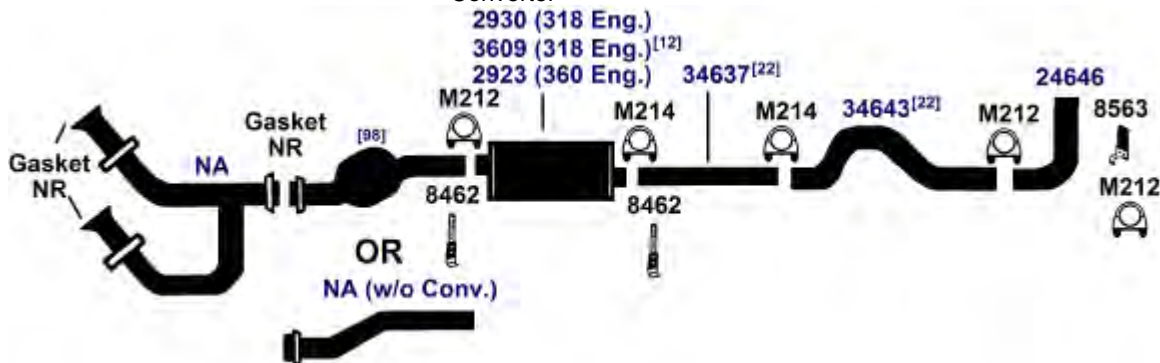 2930 (318 Eng.)
3609 (318 Eng.)[12]
2923 (360 Eng.)
34637[22]
24646
M212
M214
M214
34643[22]
M212
8563
Gasket
NR
NA
Gasket
NR
[98]
8462
8462
M212
OR
NA (w/o Conv.)